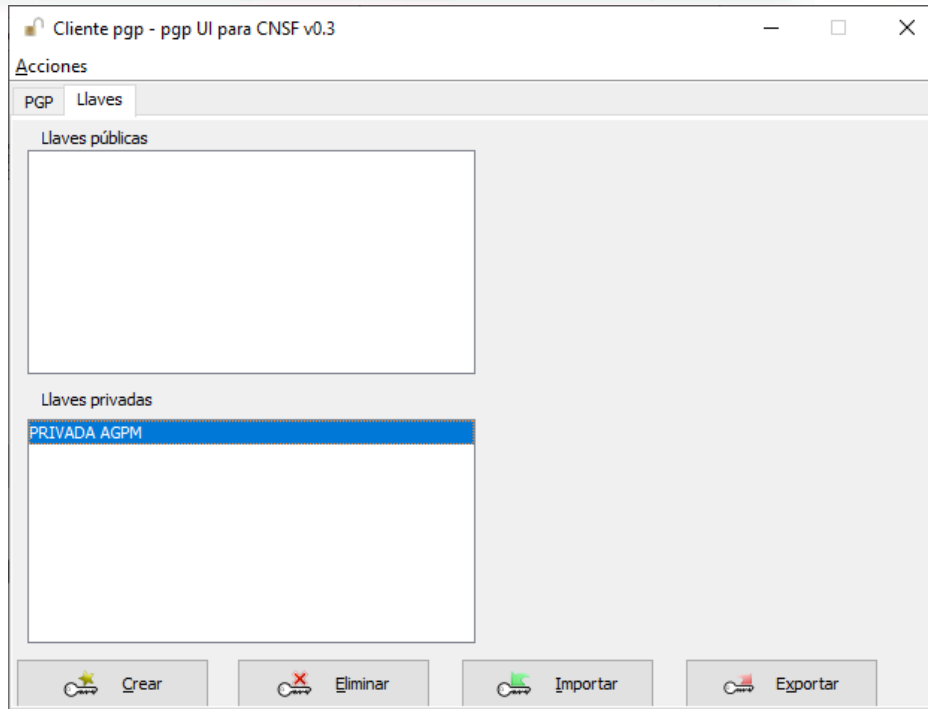 Cliente pgp - pgp UI para CNSF v0.3
Acciones
PGP Llaves
Llaves públicas
Llaves privadas
PRIVADA AGPM
Crear Eliminar Importar Exportar